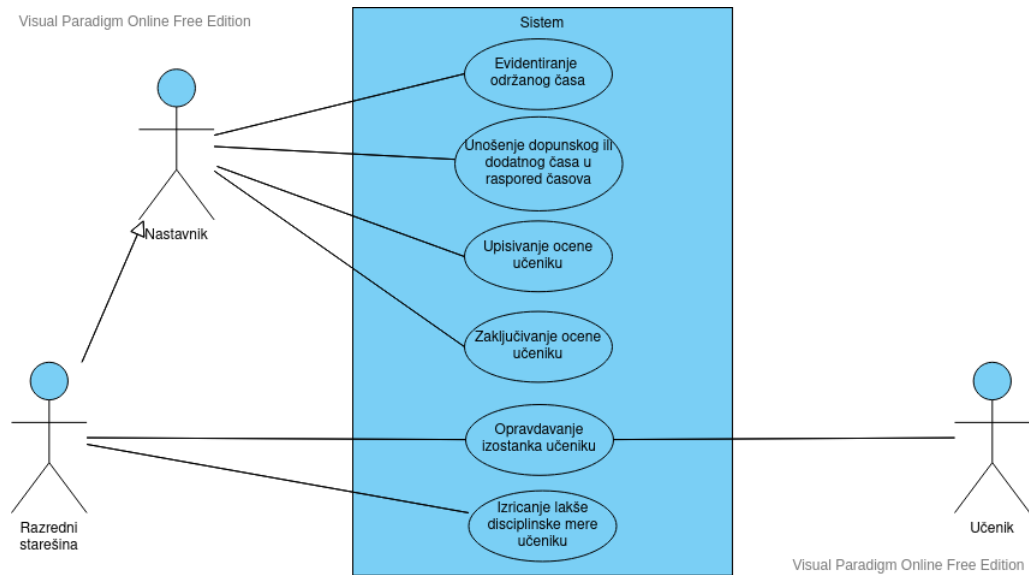 Visual Paradigm Online Free Edition
Sistem
Evidentiranje
održanog časa
Unošenje dopunskog ili
dodatnog časa u
raspored časova
Nastavnik
Upisivanje ocene
učeniku
Zaključivanje ocene
učeniku
Opravdavanje
izostanka učeniku
Izricanje lakše
disciplinske mere
učeniku
Razredni
starešina
Učenik
Visual Paradigm Online Free Edition